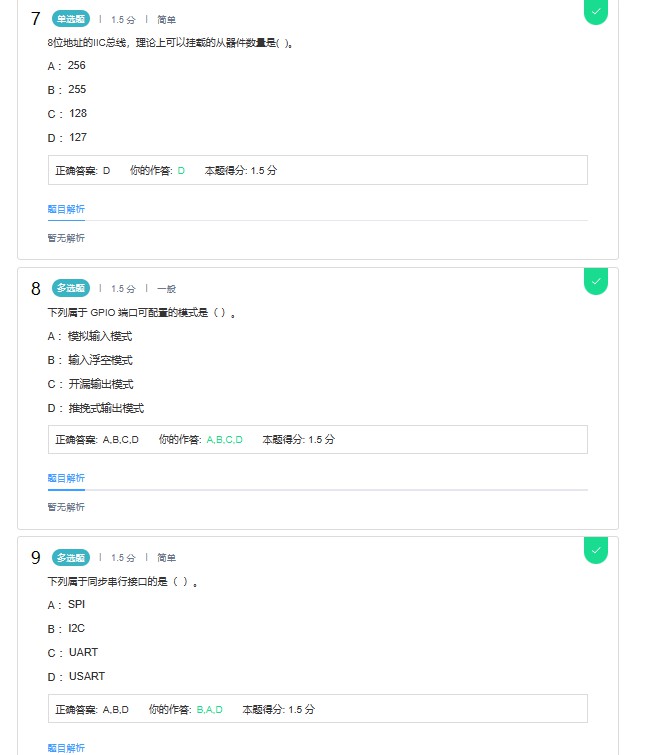 7 单选题 | 1.5 分 | 简单
8位地址的IIC总线，理论上可以挂载的从器件数量是( )。
A： 256
B： 255
C： 128
D： 127
正确答案: D 你的作答: D 本题得分: 1.5 分
题目解析
暂无解析
8 多选题 | 1.5 分 | 一般
下列属于 GPIO 端口可配置的模式是（ ）。
A： 模拟输入模式
B： 输入浮空模式
C： 开漏输出模式
D： 推挽式输出模式
正确答案: A,B,C,D 你的作答: A,B,C,D 本题得分: 1.5 分
题目解析
暂无解析
9 多选题 | 1.5 分 | 简单
下列属于同步串行接口的是（ ）。
A： SPI
B： I2C
C： UART
D： USART
正确答案: A,B,D 你的作答: B,A,D 本题得分: 1.5 分
题目解析